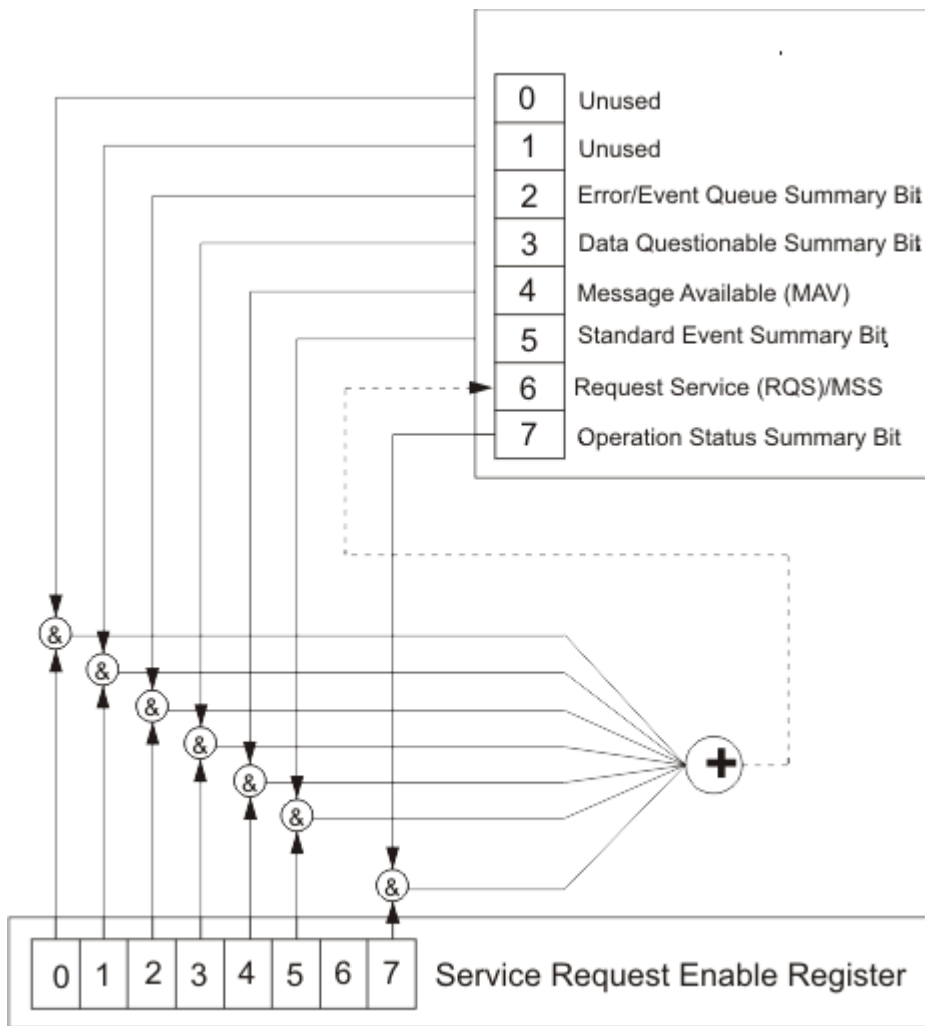 0 Unused
1 Unused
2 Error/Event Queue Summary Bit
3 Data Questionable Summary Bit
4 Message Available (MAV)
5 Standard Event Summary Bit
6 Request Service (RQS)/MSS
7 Operation Status Summary Bit
&
&
&
&
&
&
+
&
0 1 2 3 4 5 6 7 Service Request Enable Register